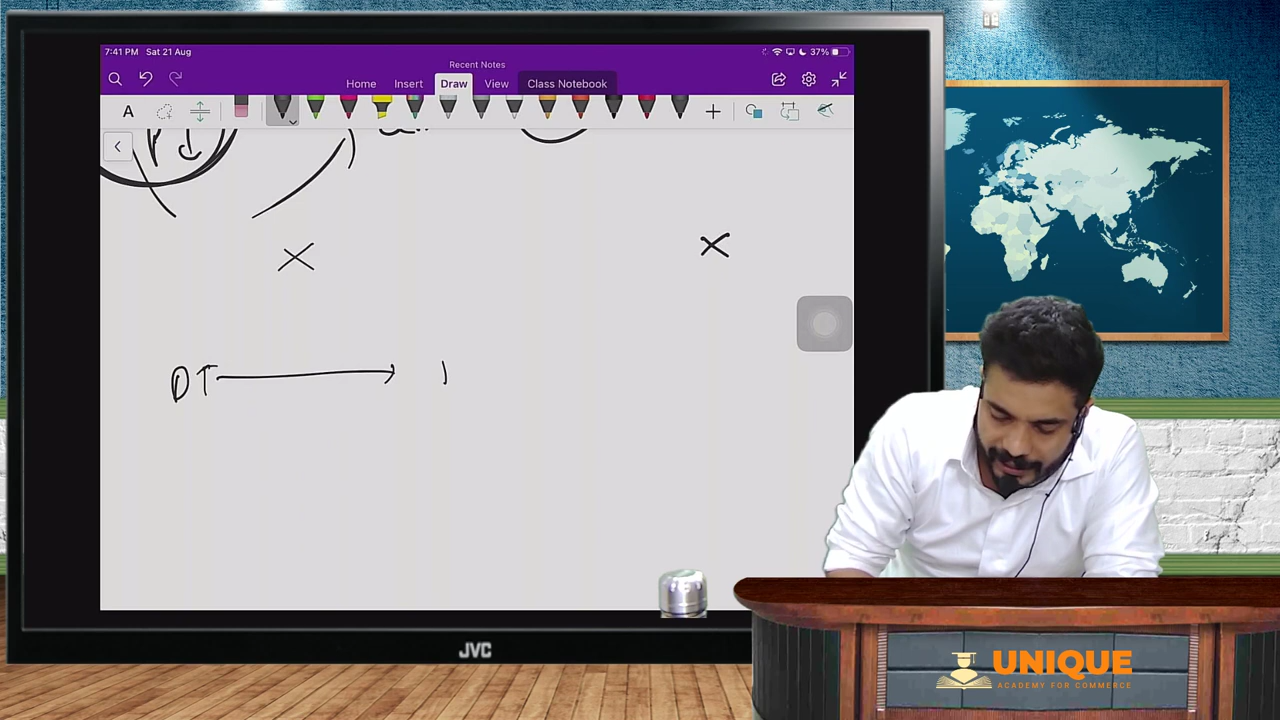 7:41 PM Sat 21 Aug
37%
Recent Notes
Home Insert Draw View Class Notebook
A
DT
JVC
UNIQUE
ACADEMY FOR COMMERCE